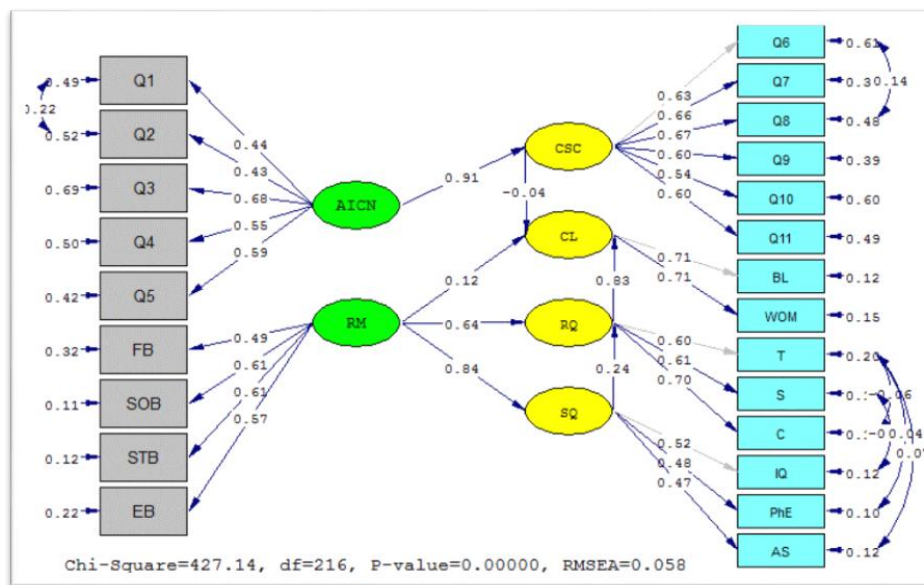 0.49 Q1
0.22
0.52 Q2
0.69 Q3
0.50 Q4
0.42 Q5
0.32 FB
0.11 SOB
0.12 STB
0.22 EB
0.44
0.43
0.68
0.55
0.59
0.49
0.61
0.61
0.57
AICN
RM
0.91
-0.04
0.12
0.64
0.84
0.83
0.24
CSC
CL
RQ
SQ
0.63
0.66
0.67
0.60
0.54
0.60
0.71
0.71
0.60
0.61
0.70
0.52
0.48
0.47
Q6 0.61
Q7
0.14
Q8 0.48
Q9 0.39
Q10 0.60
Q11 0.49
BL 0.12
WOM 0.15
T 0.20
S
C
IQ 0.12
PhE 0.10
AS 0.12
Chi-Square=427.14, df=216, P-value=0.00000, RMSEA=0.058